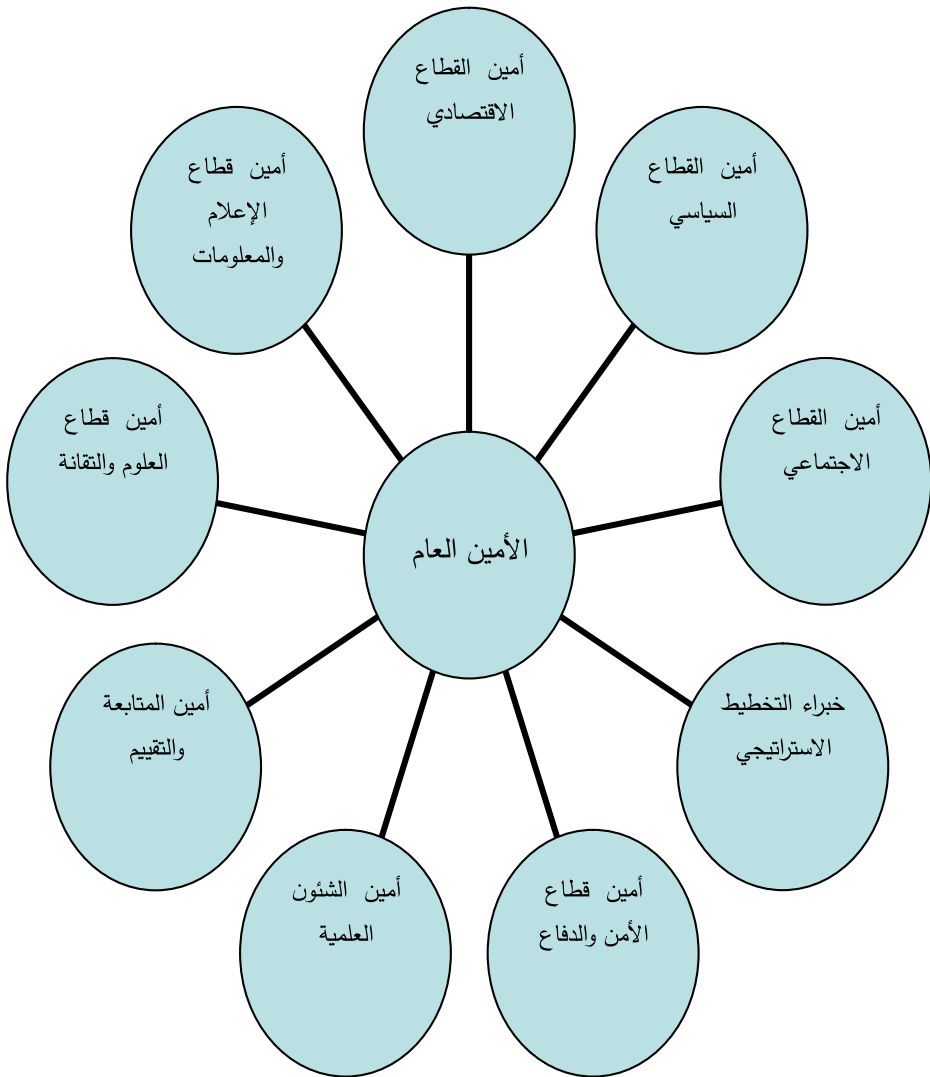 أمين القطاع
الاقتصادي
أمين القطاع
السياسي
أمين قطاع
الإعلام
والمعلومات
أمين القطاع
الاجتماعي
أمين قطاع
العلوم والتقانة
الأمين العام
خبراء التخطيط
الاستراتيجي
أمين المتابعة
والتقييم
أمين قطاع
الأمن والدفاع
أمين الشئون
العلمية